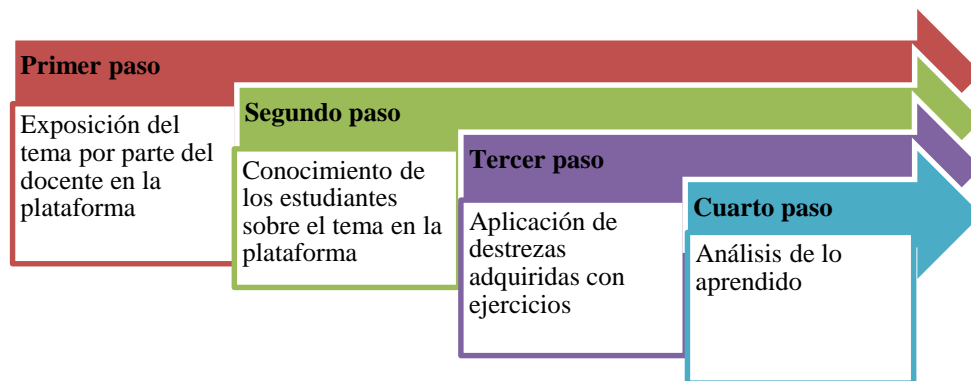 Primer paso
Exposición del
tema por parte del
docente en la
plataforma
Segundo paso
Conocimiento de
los estudiantes
sobre el tema en la
plataforma
Tercer paso
Aplicación de
destrezas
adquiridas con
ejercicios
Cuarto paso
Análisis de lo
aprendido